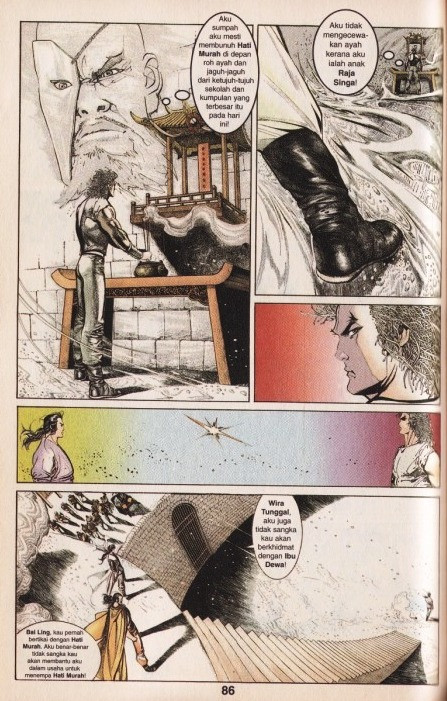 Aku
sumpah
aku mesti
membunuh Hati
Murah di depan
roh ayah dan
jaguh-jaguh
dari ketujuh-tujuh
sekolah dan
kumpulan yang
terbesar itu
pada hari
ini!
Aku tidak
mengecewa-
kan ayah
kerana aku
ialah anak
Raja
Singa!
Wira
Tunggal,
aku juga
tidak sangka
kau akan
berkhidmat
dengan Ibu
Dewa!
Bai Ling, kau pernah
bertikai dengan Hati
Murah. Aku benar-benar
tidak sangka kau
akan membantu aku
dalam usaha untuk
menempa Hati Murah!
86